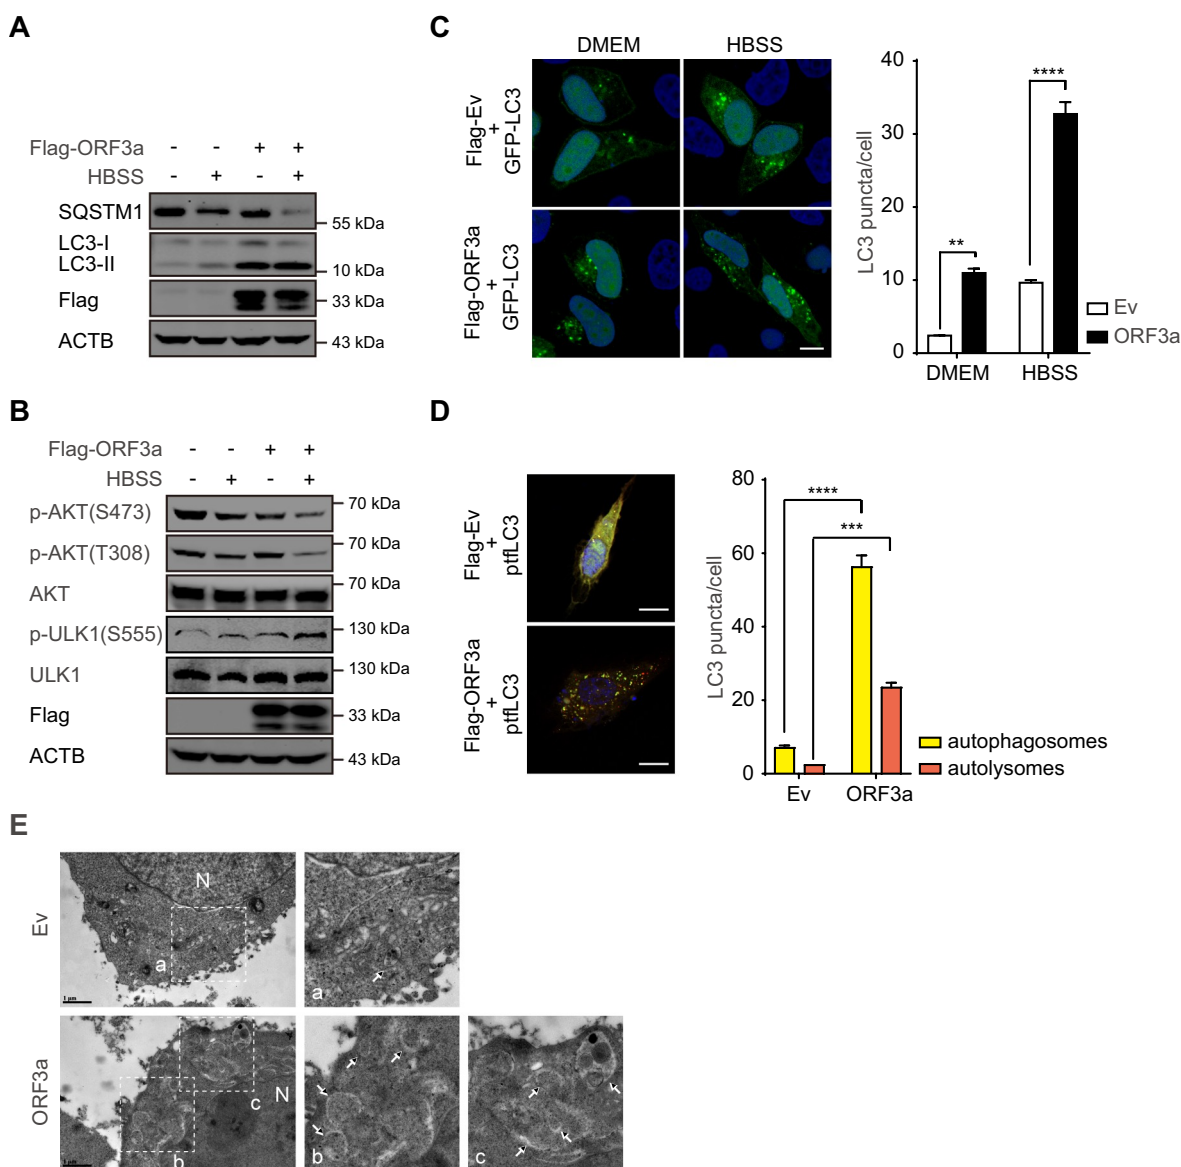 A
Flag-ORF3a - - + +
HBSS - + - +
SQSTM1
55 kDa
LC3-I
LC3-II
10 kDa
Flag
33 kDa
ACTB
43 kDa
C
DMEM HBSS
Flag-Ev
+
GFP-LC3
Flag-ORF3a
+
GFP-LC3
LC3 puncta/cell
40
30
20
10
0
**
****
DMEM HBSS
Ev
ORF3a
B
Flag-ORF3a - - + +
HBSS - + - +
p-AKT(S473)
70 kDa
p-AKT(T308)
70 kDa
AKT
70 kDa
p-ULK1(S555)
130 kDa
ULK1
130 kDa
Flag
33 kDa
ACTB
43 kDa
D
Flag-Ev
+
ptfLC3
Flag-ORF3a
+
ptfLC3
LC3 puncta/cell
80
60
40
20
0
****
***
Ev ORF3a
autophagosomes
autolysomes
E
Ev
N
a
1 μm
a
ORF3a
N
c
b
1 μm
b
c